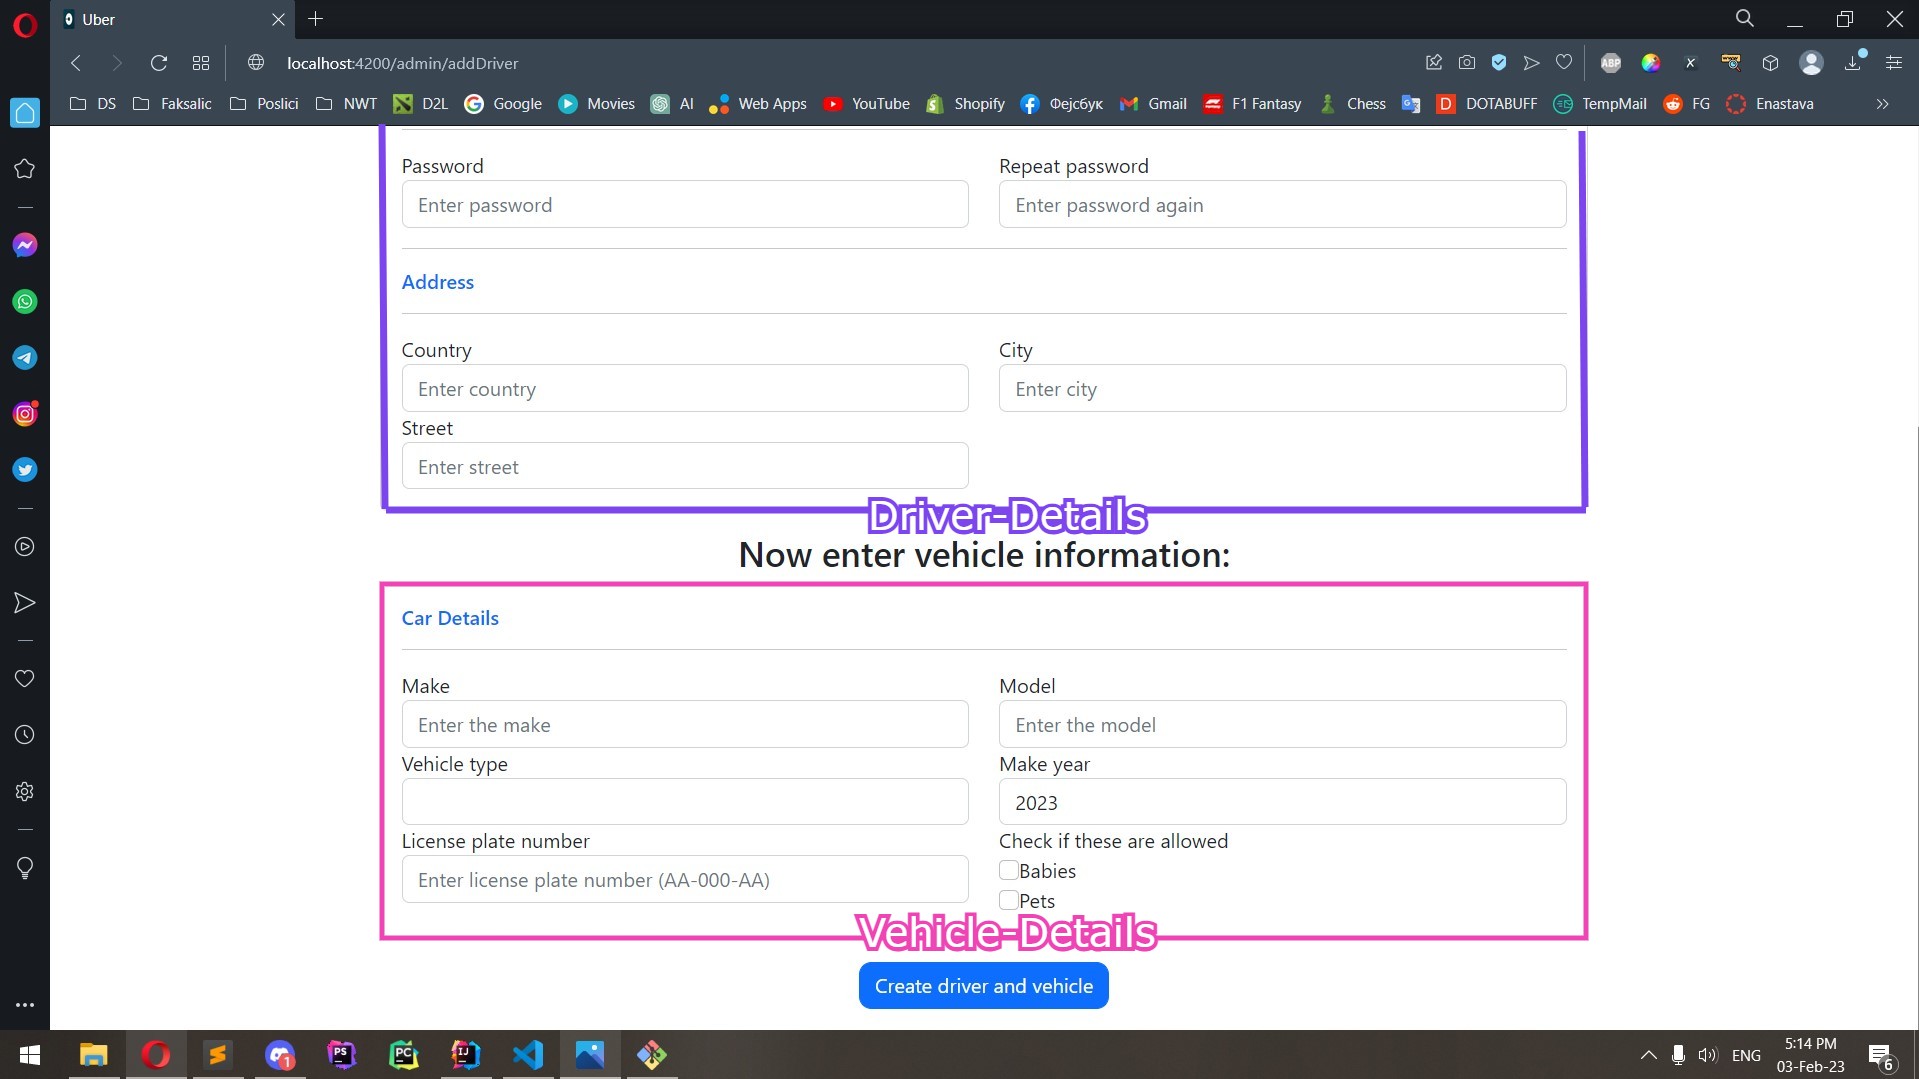 Uber
localhost:4200/admin/addDriver
ABP
DS Faksalic Poslici NWT D2L Google Movies AI Web Apps YouTube Shopify Фејсбук Gmail F1 Fantasy Chess DOTABUFF TempMail FG Enastava
Password Repeat password
Enter password Enter password again
Address
Country City
Enter country Enter city
Street
Enter street
Driver-Details
Now enter vehicle information:
Car Details
Make Model
Enter the make Enter the model
Vehicle type Make year
2023
License plate number Check if these are allowed
Enter license plate number (AA-000-AA) Babies
Pets
Vehicle-Details
Create driver and vehicle
1 PS PC IJ ENG 5:14 PM 6
03-Feb-23